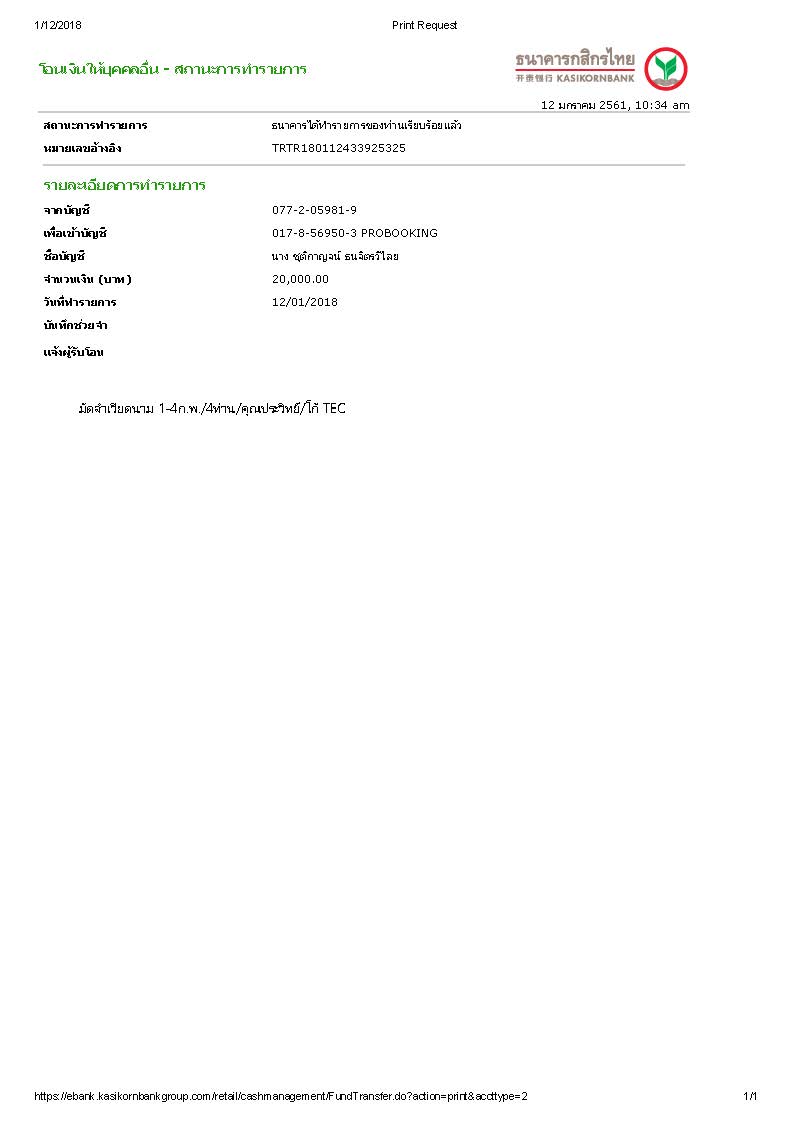 1/12/2018 Print Request
ธนาคารกสิกรไทย
开泰银行 KASIKORNBANK
โอนเงินให้บุคคลอื่น - สถานะการทำรายการ
12 มกราคม 2561, 10:34 am
สถานะการทำรายการ ธนาคารได้ทำรายการของท่านเรียบร้อยแล้ว
หมายเลขอ้างอิง TRTR180112433925325
รายละเอียดการทำรายการ
จากบัญชี 077-2-05981-9
เพื่อเข้าบัญชี 017-8-56950-3 PROBOOKING
ชื่อบัญชี นาง ชุติกาญจน์ ธนจิตรวิไลย
จำนวนเงิน (บาท) 20,000.00
วันที่ทำรายการ 12/01/2018
บันทึกช่วยจำ
แจ้งผู้รับโอน
มัดจำเวียดนาม 1-4ก.พ./4ท่าน/คุณประวิทย์/โก้ TEC
https://ebank.kasikornbankgroup.com/retail/cashmanagement/FundTransfer.do?action=print&accttype=2 1/1